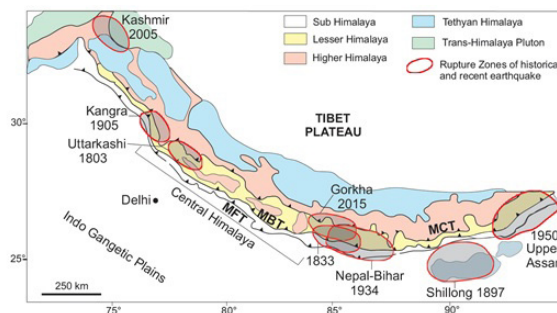 Kashmir
2005
Sub Himalaya
Lesser Himalaya
Higher Himalaya
Tethyan Himalaya
Trans-Himalaya Pluton
Rupture Zones of historical
and recent earthquake
30°
Kangra
1905
Uttarkashi
1803
TIBET
PLATEAU
Delhi
Central Himalaya
MFT
MBT
Gorkha
2015
MCT
Indo Gangetic Plains
1833
Nepal-Bihar
1934
1950
Uppe
Assa
Shillong 1897
25°
250 km
75°
80°
85°
90°